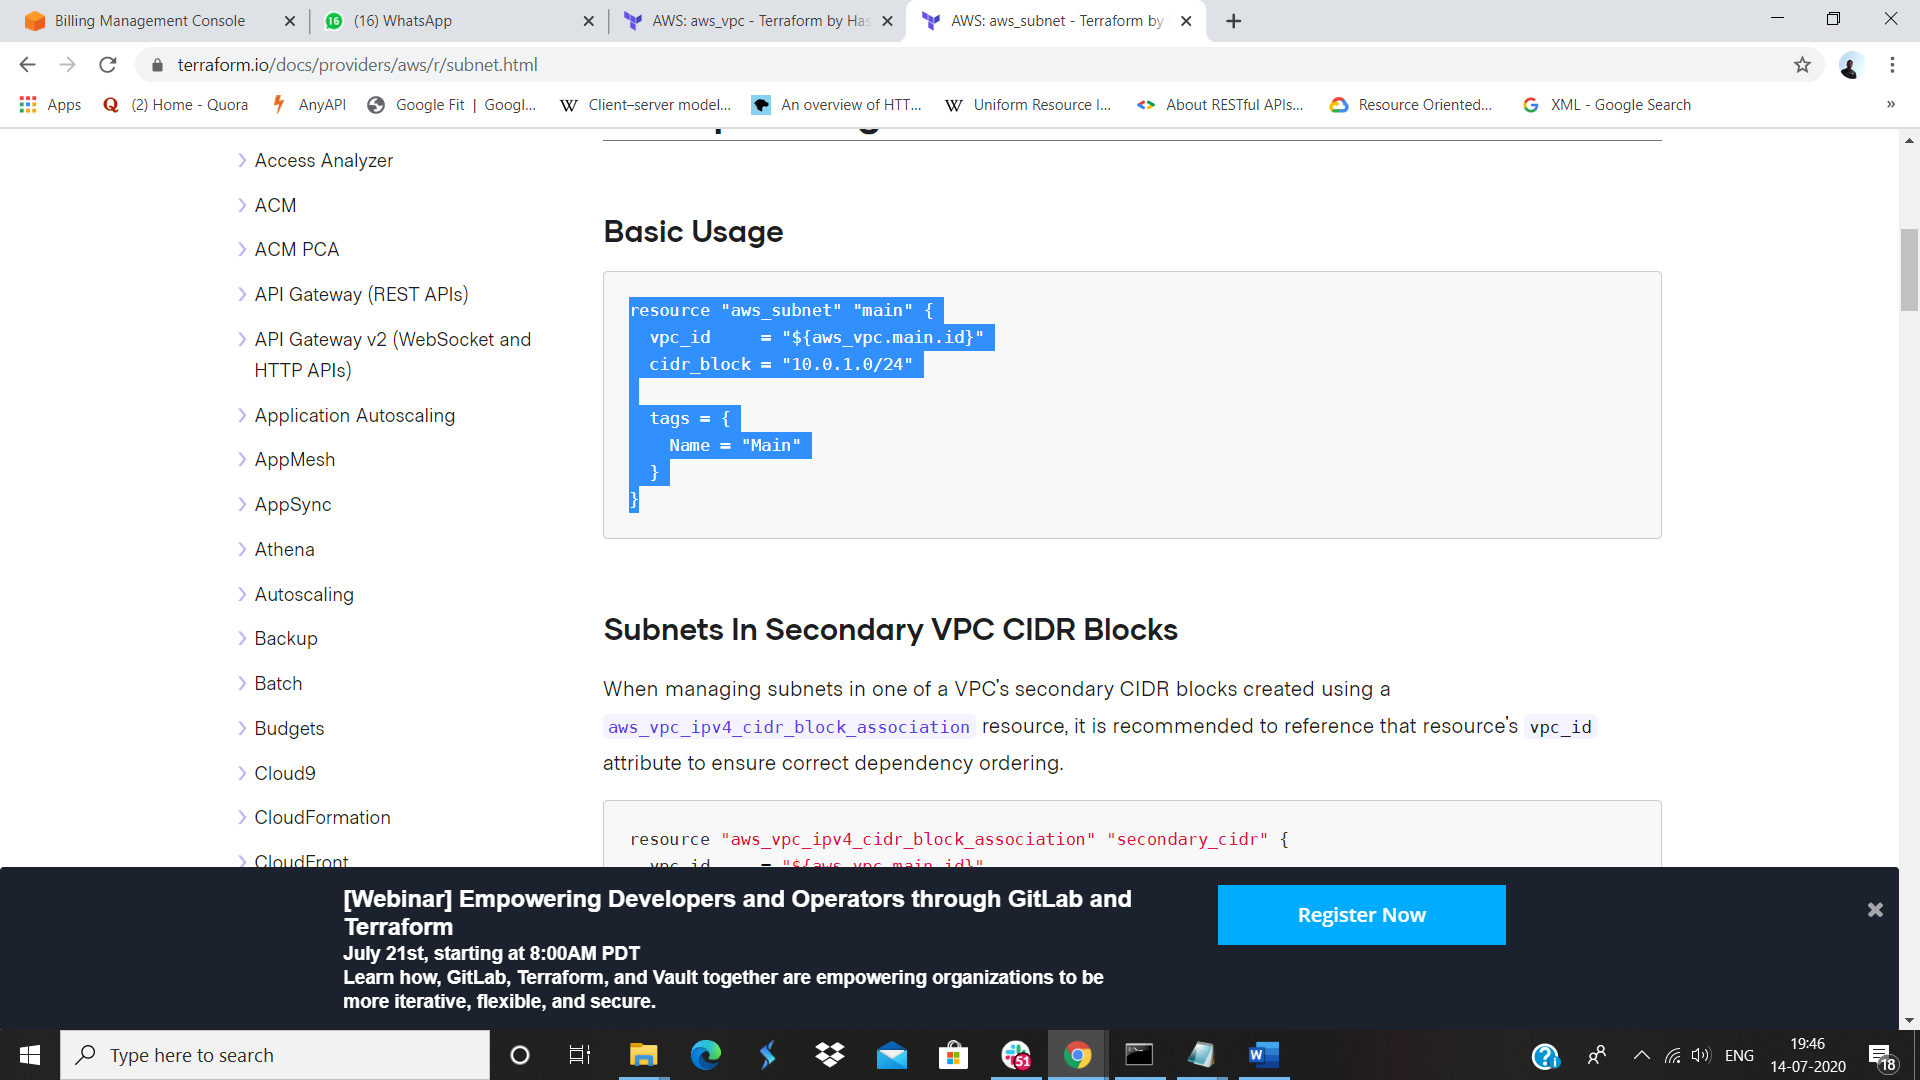 Billing Management Console
16
(16) WhatsApp
AWS: aws_vpc - Terraform by Has
AWS: aws_subnet - Terraform by
terraform.io/docs/providers/aws/r/subnet.html
Apps
(2) Home - Quora
AnyAPI
Google Fit | Googl...
Client–server model...
An overview of HTT...
Uniform Resource I...
About RESTful APIs...
Resource Oriented...
XML - Google Search
»
Access Analyzer
ACM
ACM PCA
API Gateway (REST APIs)
API Gateway v2 (WebSocket and
HTTP APIs)
Application Autoscaling
AppMesh
AppSync
Athena
Autoscaling
Backup
Batch
Budgets
Cloud9
CloudFormation
CloudFront
Basic Usage
resource "aws_subnet" "main" {
vpc_id     = "${aws_vpc.main.id}"
cidr_block = "10.0.1.0/24"
tags = {
Name = "Main"
}
}
Subnets In Secondary VPC CIDR Blocks
When managing subnets in one of a VPC's secondary CIDR blocks created using a
aws_vpc_ipv4_cidr_block_association resource, it is recommended to reference that resource's vpc_id
attribute to ensure correct dependency ordering.
resource "aws_vpc_ipv4_cidr_block_association" "secondary_cidr" {
vpc_id     = "${aws_vpc.main.id}"
[Webinar] Empowering Developers and Operators through GitLab and
Terraform
July 21st, starting at 8:00AM PDT
Learn how, GitLab, Terraform, and Vault together are empowering organizations to be
more iterative, flexible, and secure.
Register Now
Type here to search
51
ENG
19:46
14-07-2020
18